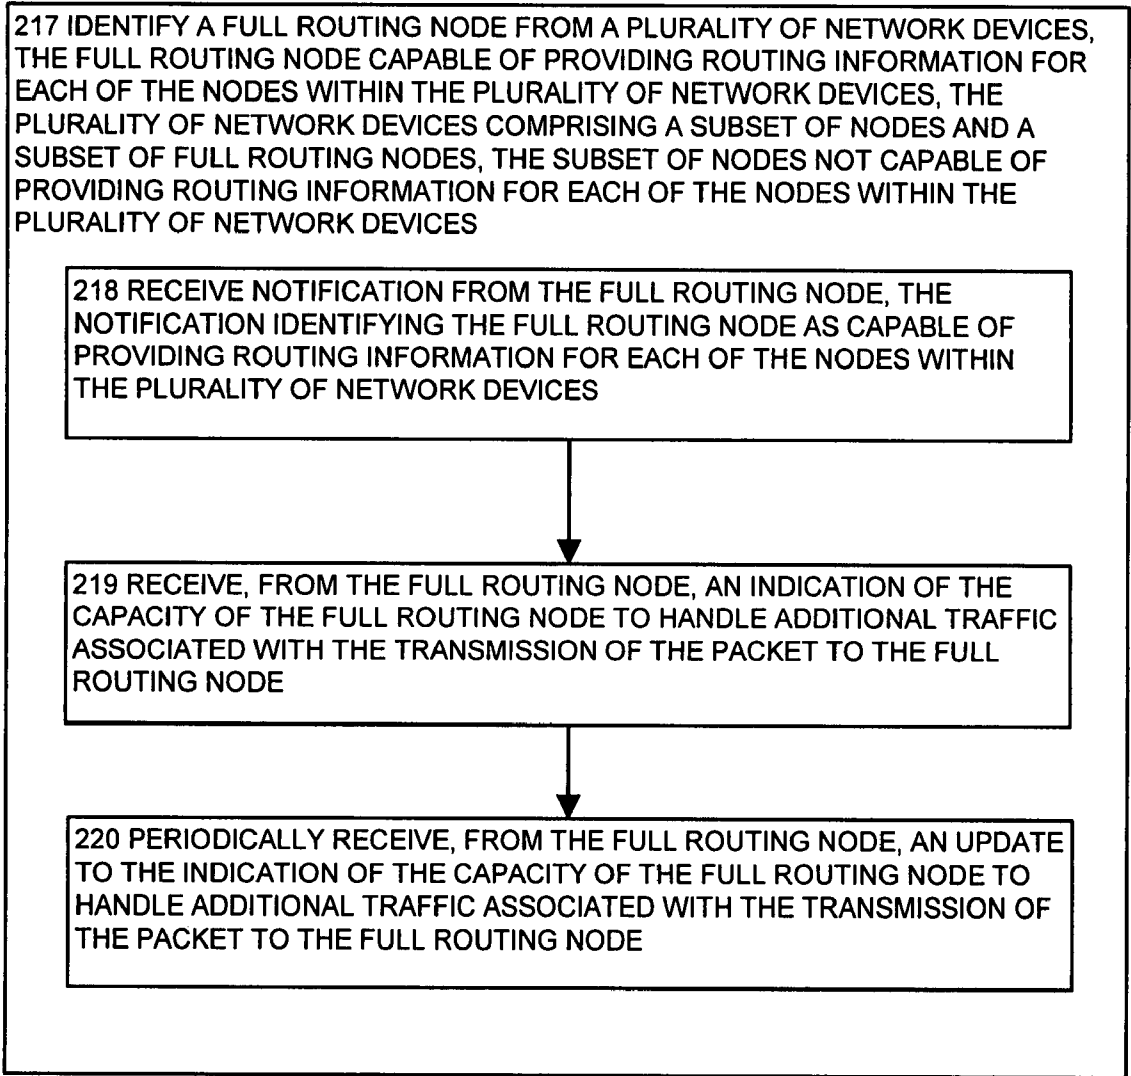 217 IDENTIFY A FULL ROUTING NODE FROM A PLURALITY OF NETWORK DEVICES,
THE FULL ROUTING NODE CAPABLE OF PROVIDING ROUTING INFORMATION FOR
EACH OF THE NODES WITHIN THE PLURALITY OF NETWORK DEVICES, THE
PLURALITY OF NETWORK DEVICES COMPRISING A SUBSET OF NODES AND A
SUBSET OF FULL ROUTING NODES, THE SUBSET OF NODES NOT CAPABLE OF
PROVIDING ROUTING INFORMATION FOR EACH OF THE NODES WITHIN THE
PLURALITY OF NETWORK DEVICES
218 RECEIVE NOTIFICATION FROM THE FULL ROUTING NODE, THE
NOTIFICATION IDENTIFYING THE FULL ROUTING NODE AS CAPABLE OF
PROVIDING ROUTING INFORMATION FOR EACH OF THE NODES WITHIN
THE PLURALITY OF NETWORK DEVICES
219 RECEIVE, FROM THE FULL ROUTING NODE, AN INDICATION OF THE
CAPACITY OF THE FULL ROUTING NODE TO HANDLE ADDITIONAL TRAFFIC
ASSOCIATED WITH THE TRANSMISSION OF THE PACKET TO THE FULL
ROUTING NODE
220 PERIODICALLY RECEIVE, FROM THE FULL ROUTING NODE, AN UPDATE
TO THE INDICATION OF THE CAPACITY OF THE FULL ROUTING NODE TO
HANDLE ADDITIONAL TRAFFIC ASSOCIATED WITH THE TRANSMISSION OF
THE PACKET TO THE FULL ROUTING NODE